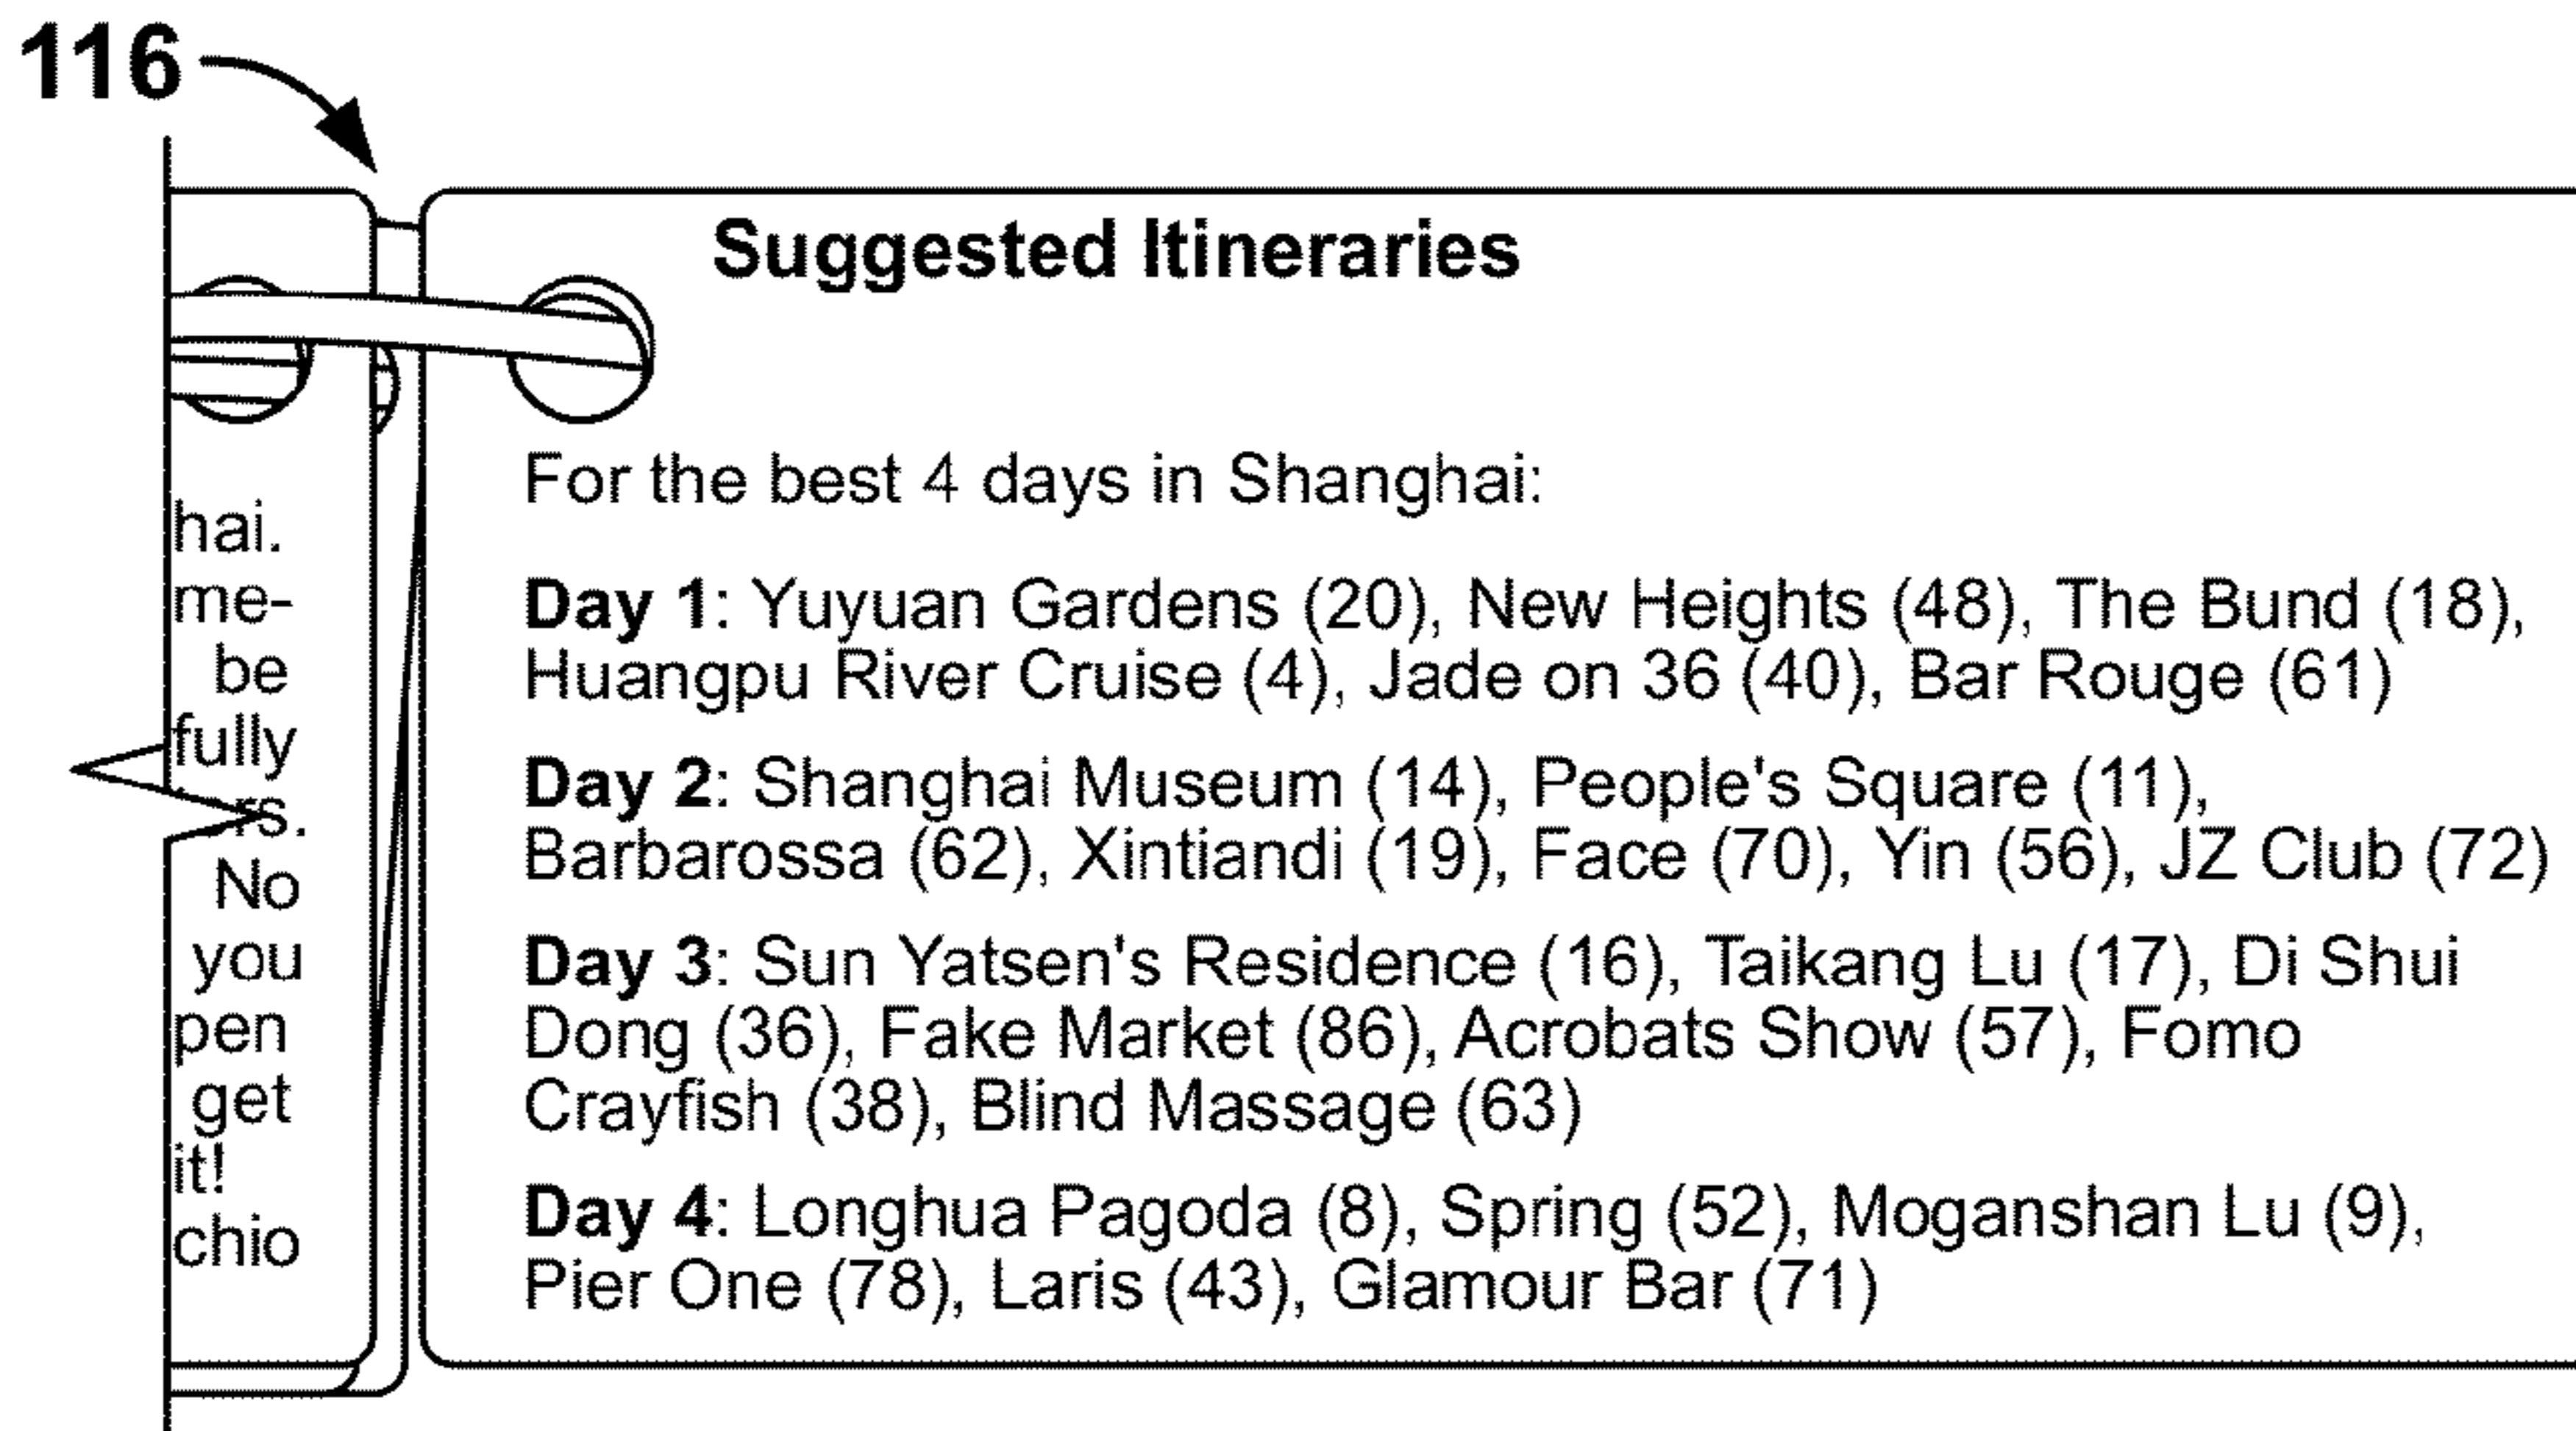 116
Suggested Itineraries
For the best 4 days in Shanghai:
Day 1: Yuyuan Gardens (20), New Heights (48), The Bund (18),
Huangpu River Cruise (4), Jade on 36 (40), Bar Rouge (61)
Day 2: Shanghai Museum (14), People's Square (11),
Barbarossa (62), Xintiandi (19), Face (70), Yin (56), JZ Club (72)
Day 3: Sun Yatsen's Residence (16), Taikang Lu (17), Di Shui
Dong (36), Fake Market (86), Acrobats Show (57), Fomo
Crayfish (38), Blind Massage (63)
Day 4: Longhua Pagoda (8), Spring (52), Moganshan Lu (9),
Pier One (78), Laris (43), Glamour Bar (71)
hai.
me-
be
fully
rs.
No
you
pen
get
it!
chio